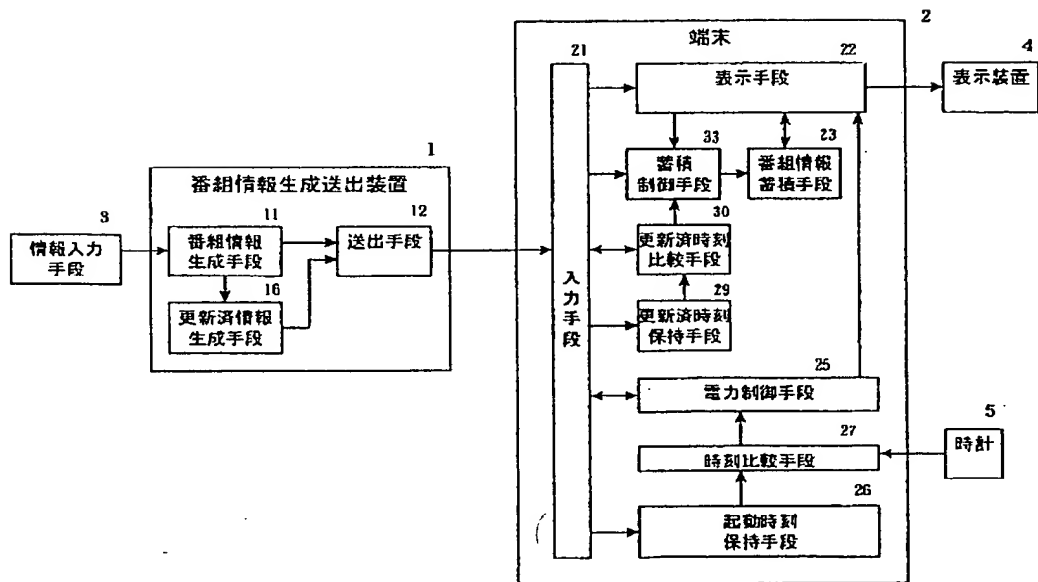 2
端末
4
表示装置
21
22
表示手段
33
蓄積
制御手段
23
番組情報
蓄積手段
1
番組情報生成送出装置
3
情報入力
手段
11
番組情報
生成手段
12
送出手段
16
更新済情報
生成手段
入力手段
30
更新済時刻
比較手段
29
更新済時刻
保持手段
25
電力制御手段
27
時刻比較手段
5
時計
26
起動時刻
保持手段